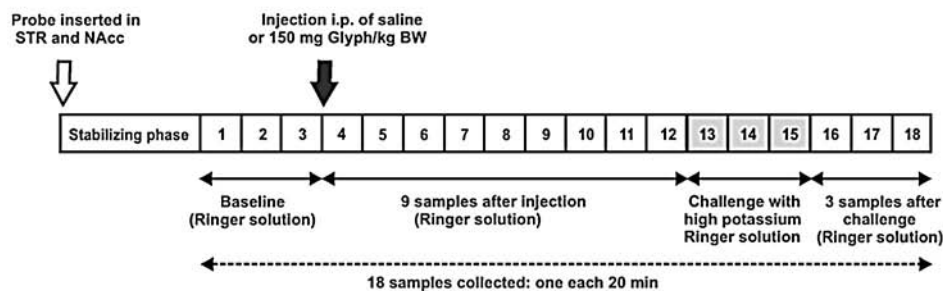 Probe inserted in
STR and NAcc
Injection i.p. of saline
or 150 mg Glyph/kg BW
Stabilizing phase 1 2 3 4 5 6 7 8 9 10 11 12 13 14 15 16 17 18
Baseline
(Ringer solution)
9 samples after injection
(Ringer solution)
Challenge with
high potassium
Ringer solution
3 samples after
challenge
(Ringer solution)
18 samples collected: one each 20 min